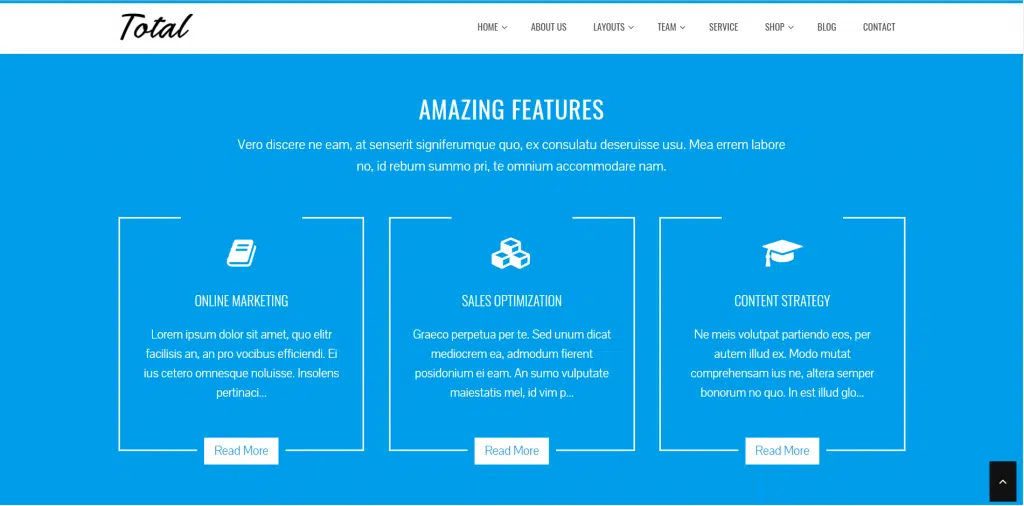 Total
HOME ABOUT US LAYOUTS TEAM SERVICE SHOP BLOG CONTACT
AMAZING FEATURES
Vero discere ne eam, at senserit signiferumque quo, ex consulatu deseruisse usu. Mea errem labore
no, id rebum summo pri, te omnium accommodare nam.
ONLINE MARKETING
Lorem ipsum dolor sit amet, quo elitr
facilisis an, an pro vocibus efficiendi. Ei
ius cetero omnesque noluisse. Insolens
pertinaci...
Read More
SALES OPTIMIZATION
Graeco perpetua per te. Sed unum dicat
mediocrem ea, admodum fierent
posidonium ei eam. An sumo vulputate
maiestatis mel, id vim p...
Read More
CONTENT STRATEGY
Ne meis volutpat partiendo eos, per
autem illud ex. Modo mutat
comprehensam ius ne, altera semper
bonorum no quo. In est illud glo...
Read More